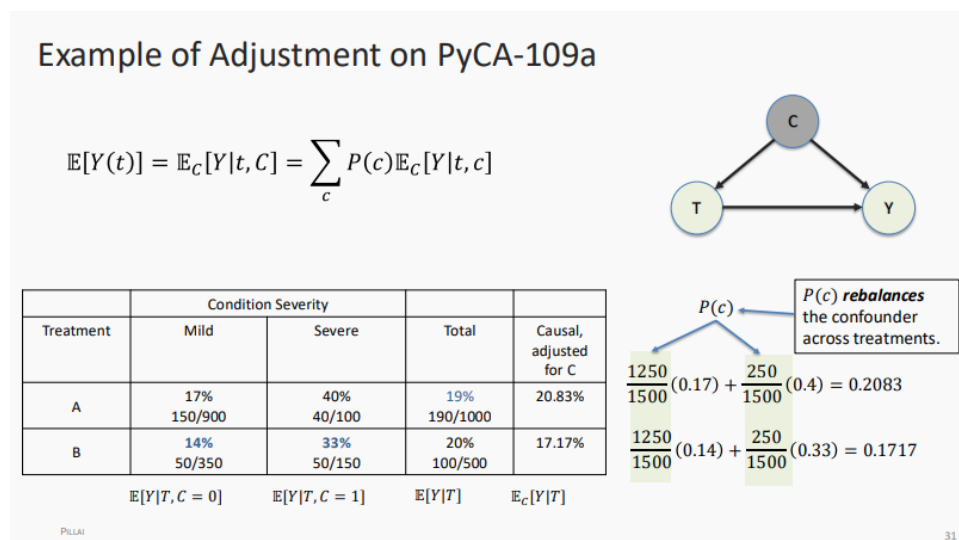 Example of Adjustment on PyCA-109a
𝔼[Y(t)] = 𝔼_C[Y|t, C] = ∑_c P(c)𝔼_C[Y|t, c]
C
T
Y
Condition Severity
Treatment Mild Severe Total Causal, adjusted for C
A 17% 40% 19% 20.83%
150/900 40/100 190/1000
B 14% 33% 20% 17.17%
50/350 50/150 100/500
𝔼[Y|T, C = 0] 𝔼[Y|T, C = 1] 𝔼[Y|T] 𝔼_C[Y|T]
P(c)
P(c) rebalances
the confounder
across treatments.
1250/1500 (0.17) + 250/1500 (0.4) = 0.2083
1250/1500 (0.14) + 250/1500 (0.33) = 0.1717
PILLAI
31